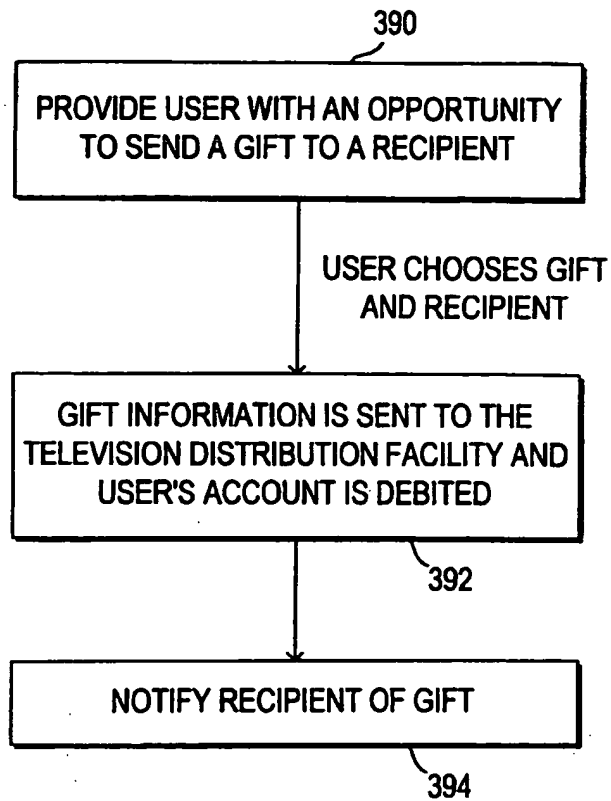 390
PROVIDE USER WITH AN OPPORTUNITY
TO SEND A GIFT TO A RECIPIENT
USER CHOOSES GIFT
AND RECIPIENT
GIFT INFORMATION IS SENT TO THE
TELEVISION DISTRIBUTION FACILITY AND
USER'S ACCOUNT IS DEBITED
392
NOTIFY RECIPIENT OF GIFT
394